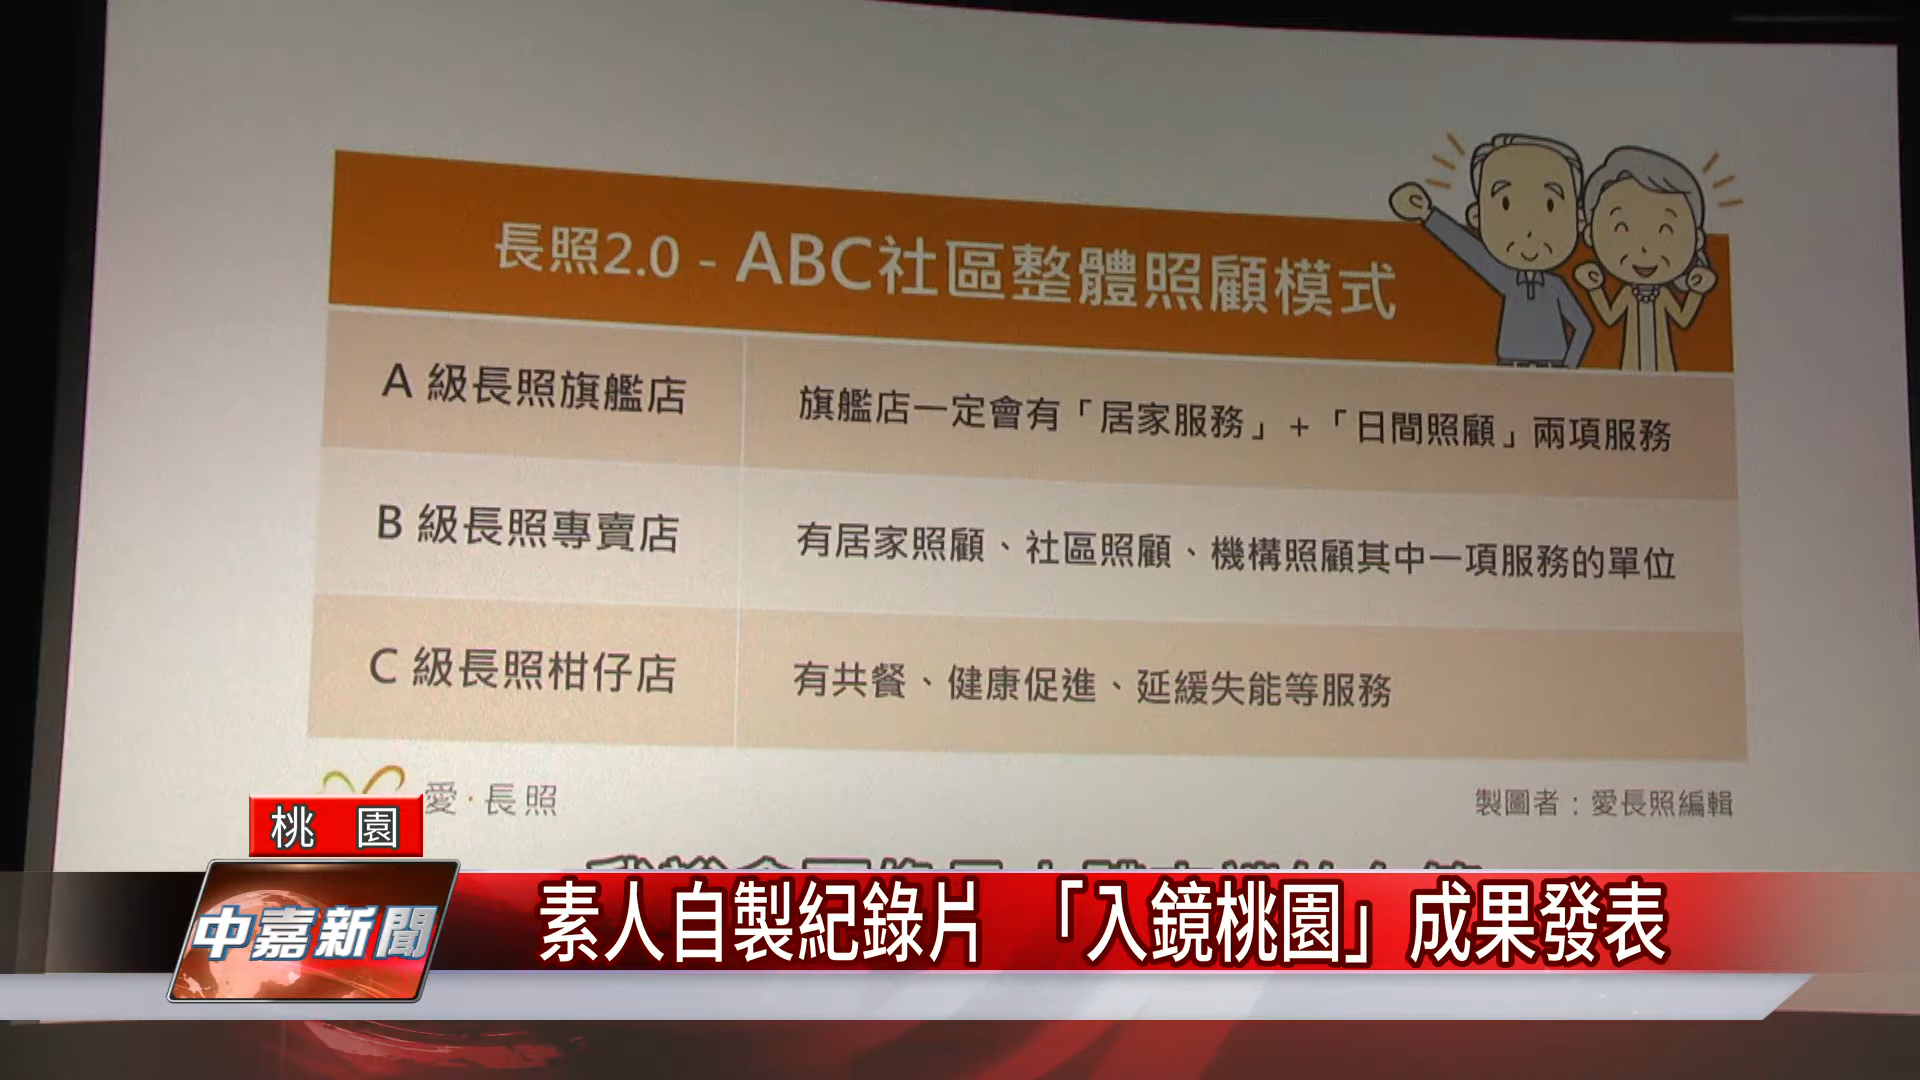 長照2.0 - ABC社區整體照顧模式
A 級長照旗艦店
旗艦店一定會有「居家服務」+「日間照顧」兩項服務
B 級長照專賣店
有居家照顧、社區照顧、機構照顧其中一項服務的單位
C 級長照柑仔店
有共餐、健康促進、延緩失能等服務
愛·長照
製圖者：愛長照編輯
桃園
中嘉新聞
素人自製紀錄片 「入鏡桃園」成果發表